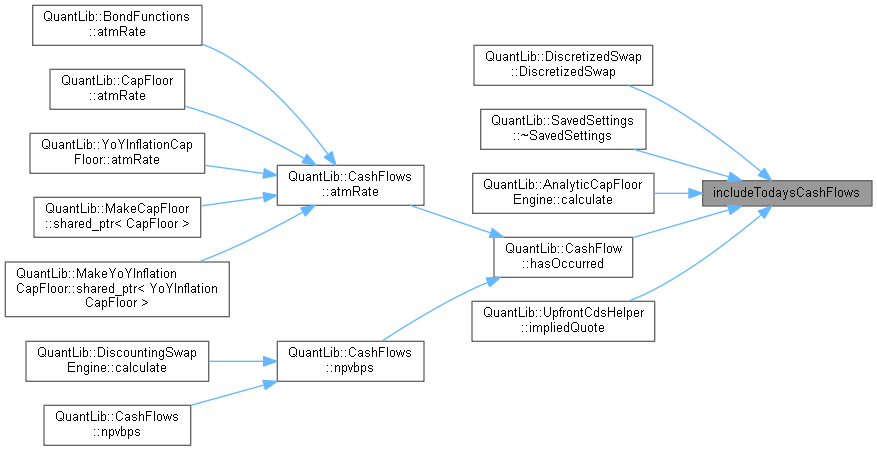 QuantLib::BondFunctions
::atmRate
QuantLib::CapFloor
::atmRate
QuantLib::YoYInflationCap
Floor::atmRate
QuantLib::MakeCapFloor
::shared_ptr< CapFloor >
QuantLib::MakeYoYInflation
CapFloor::shared_ptr< YoYInflation
CapFloor >
QuantLib::DiscountingSwap
Engine::calculate
QuantLib::CashFlows
::npvbps
QuantLib::CashFlows
::atmRate
QuantLib::CashFlows
::npvbps
QuantLib::DiscretizedSwap
::DiscretizedSwap
QuantLib::SavedSettings
::~SavedSettings
QuantLib::AnalyticCapFloor
Engine::calculate
QuantLib::CashFlow
::hasOccurred
QuantLib::UpfrontCdsHelper
::impliedQuote
includeTodaysCashFlows